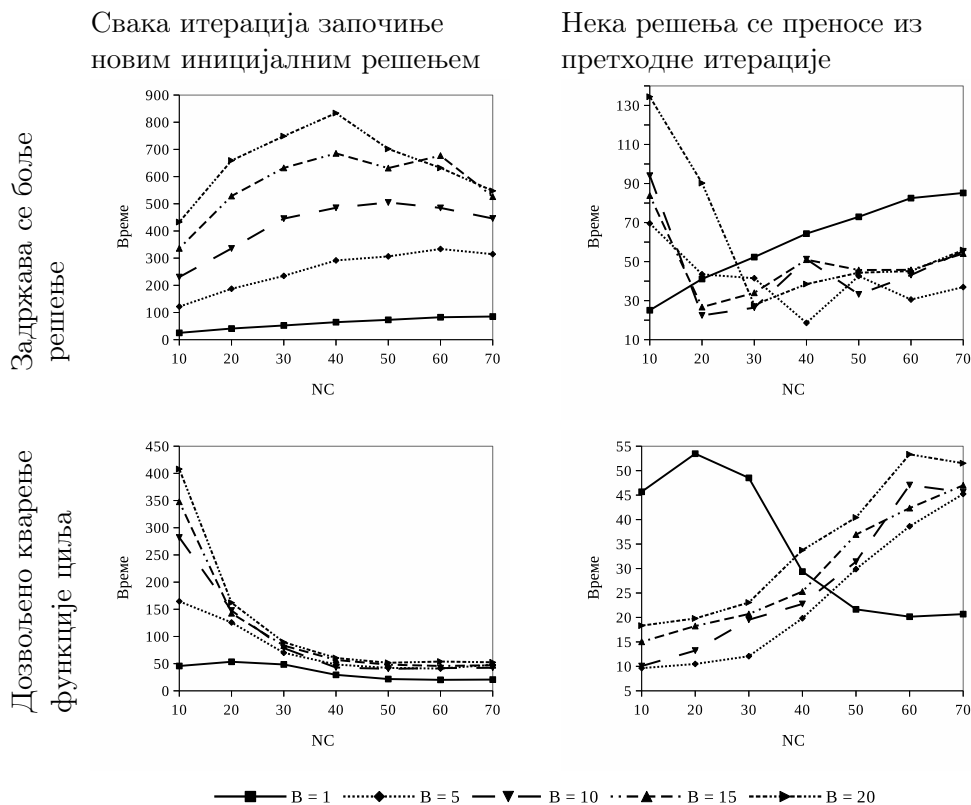 Свака итерација започиње
новим иницијалним решењем
Нека решења се преносе из
претходне итерације
Задржава се боље
решење
900
800
700
600
500
400
300
200
100
0
Време
10 20 30 40 50 60 70
NC
130
110
90
70
50
30
10
Време
10 20 30 40 50 60 70
NC
Дозвољено кварење
функције циља
450
400
350
300
250
200
150
100
50
0
Време
10 20 30 40 50 60 70
NC
55
50
45
40
35
30
25
20
15
10
5
Време
10 20 30 40 50 60 70
NC
B = 1 B = 5 B = 10 B = 15 B = 20